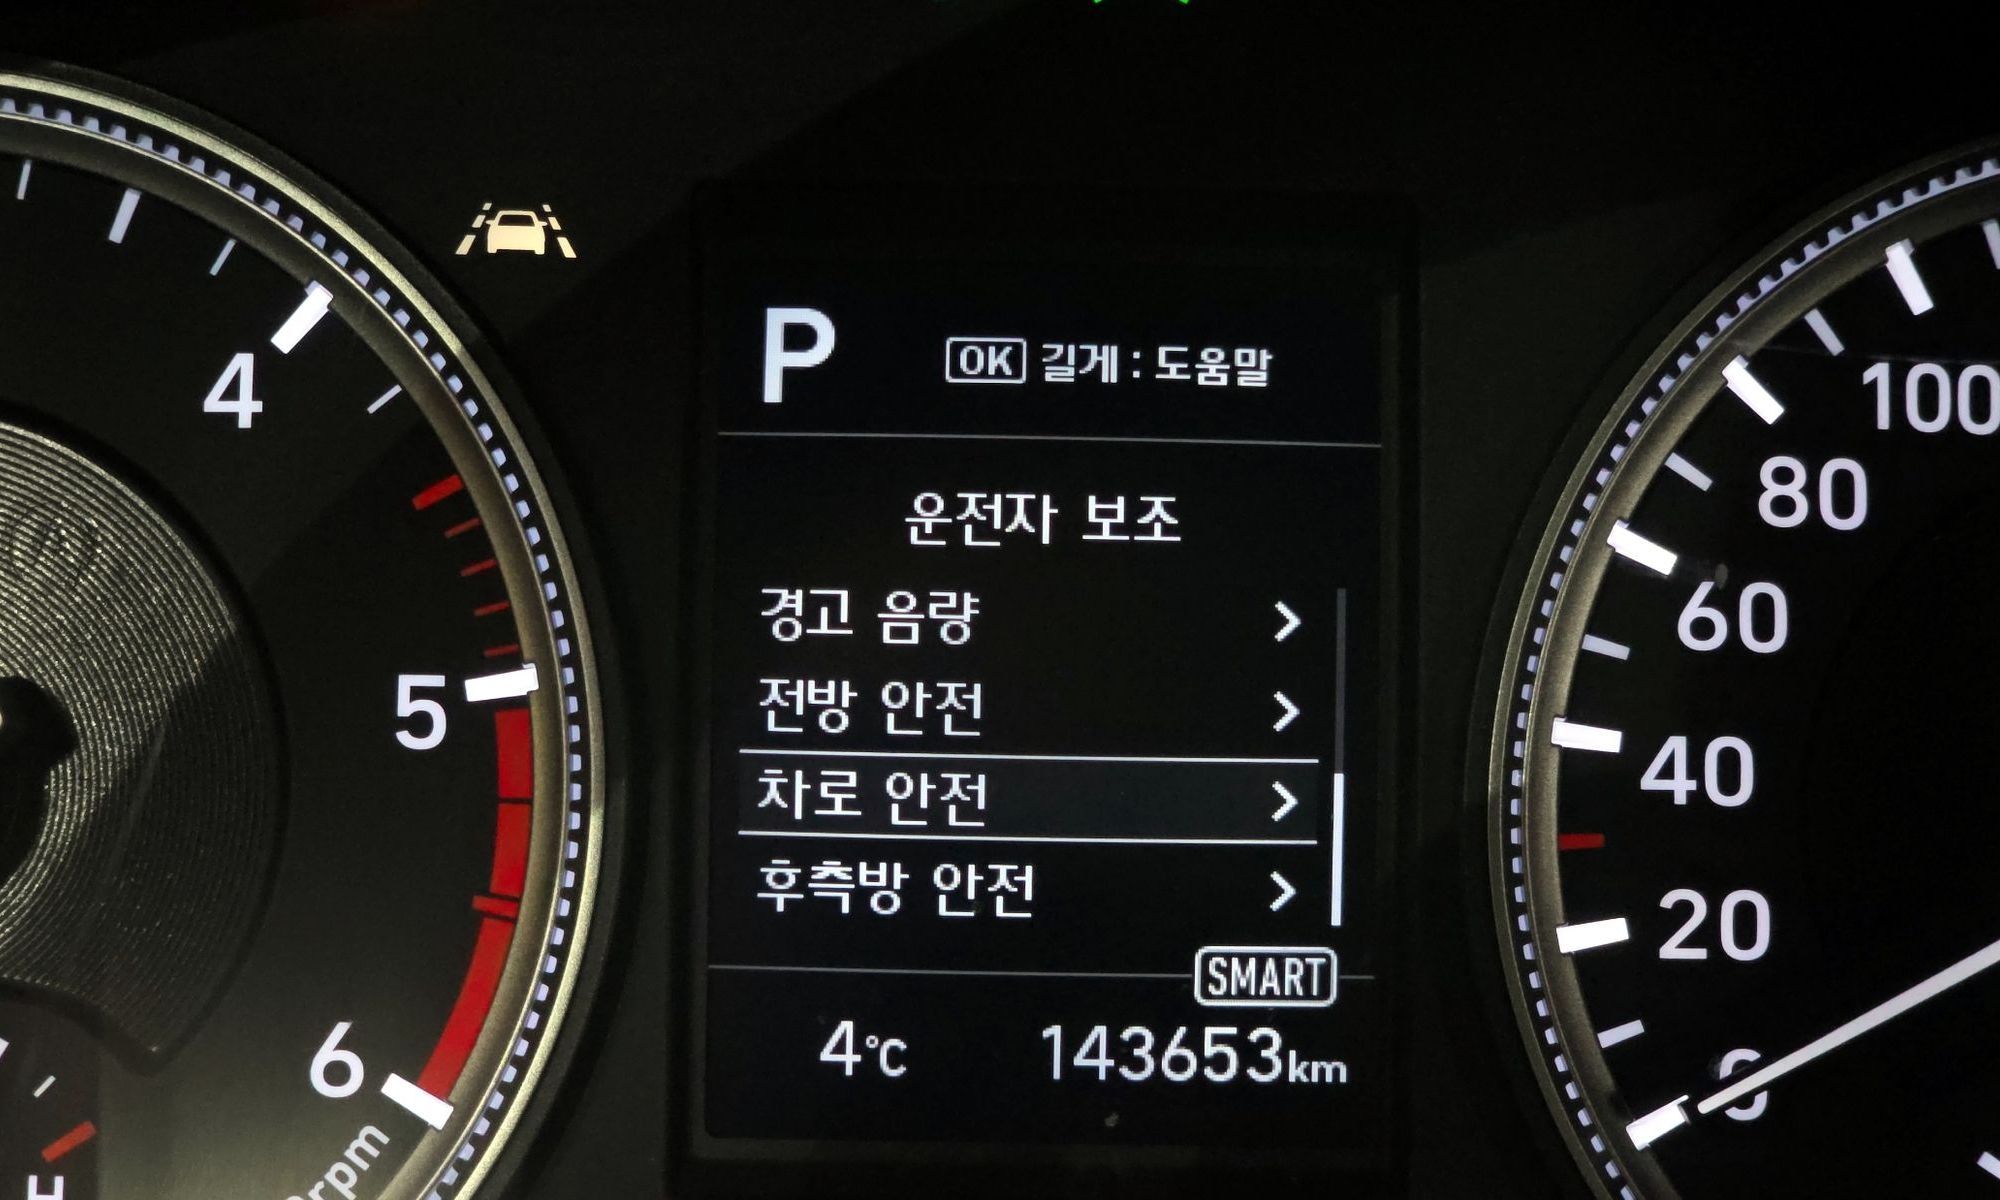 P
OK 길게 : 도움말
운전자 보조
경고 음량
전방 안전
차로 안전
후측방 안전
SMART
4℃ 143653km
4
5
6
rpm
H
100
80
60
40
20
0